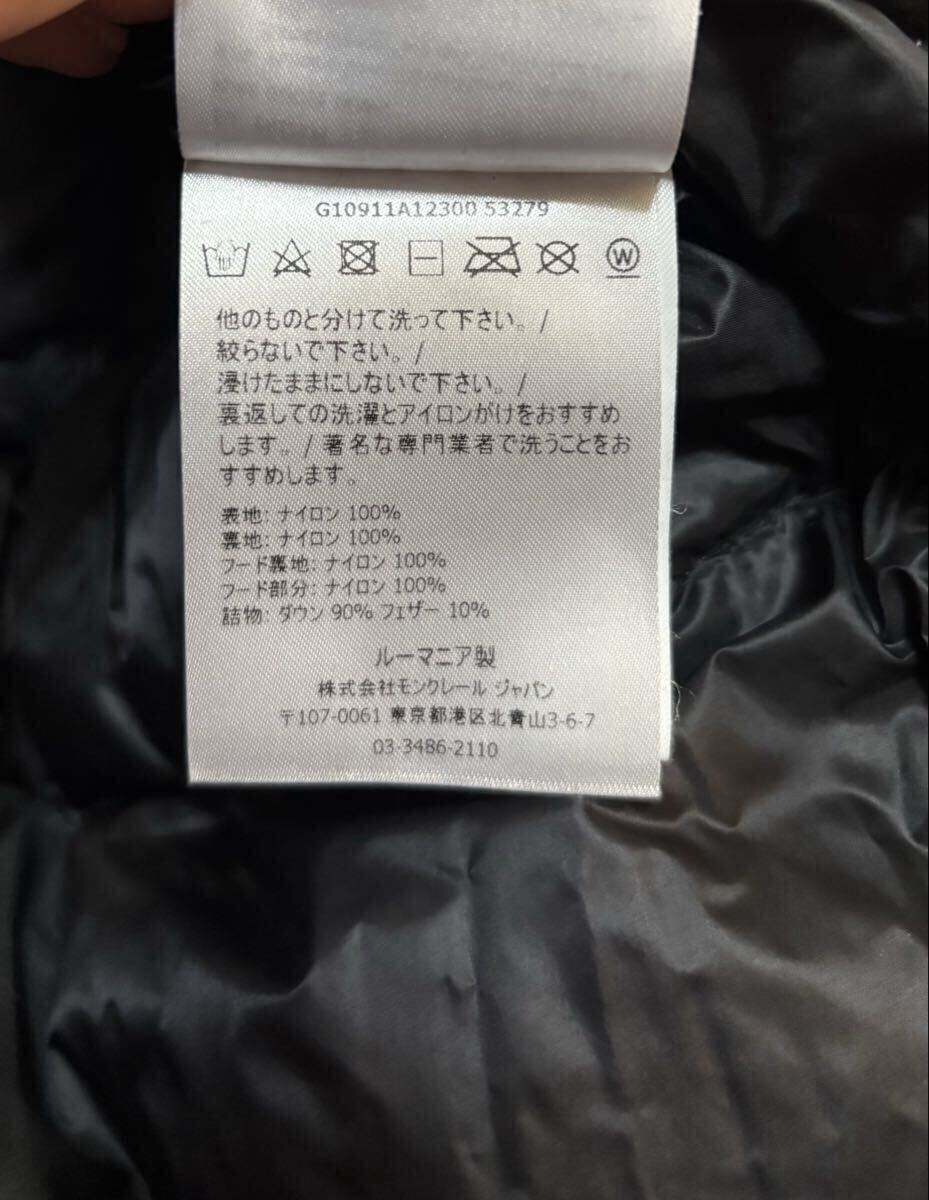 G10911A12300 53279
W
他のものと分けて洗って下さい。/
絞らないで下さい。/
浸けたままにしないで下さい。/
裏返しての洗濯とアイロンがけをおすすめ
します。/ 著名な専門業者で洗うことをお
すすめします。
表地: ナイロン 100%
裏地: ナイロン 100%
フード裏地: ナイロン 100%
フード部分: ナイロン 100%
詰物: ダウン 90% フェザー 10%
ルーマニア製
株式会社モンクレール ジャパン
〒107-0061 東京都港区北青山3-6-7
03-3486-2110